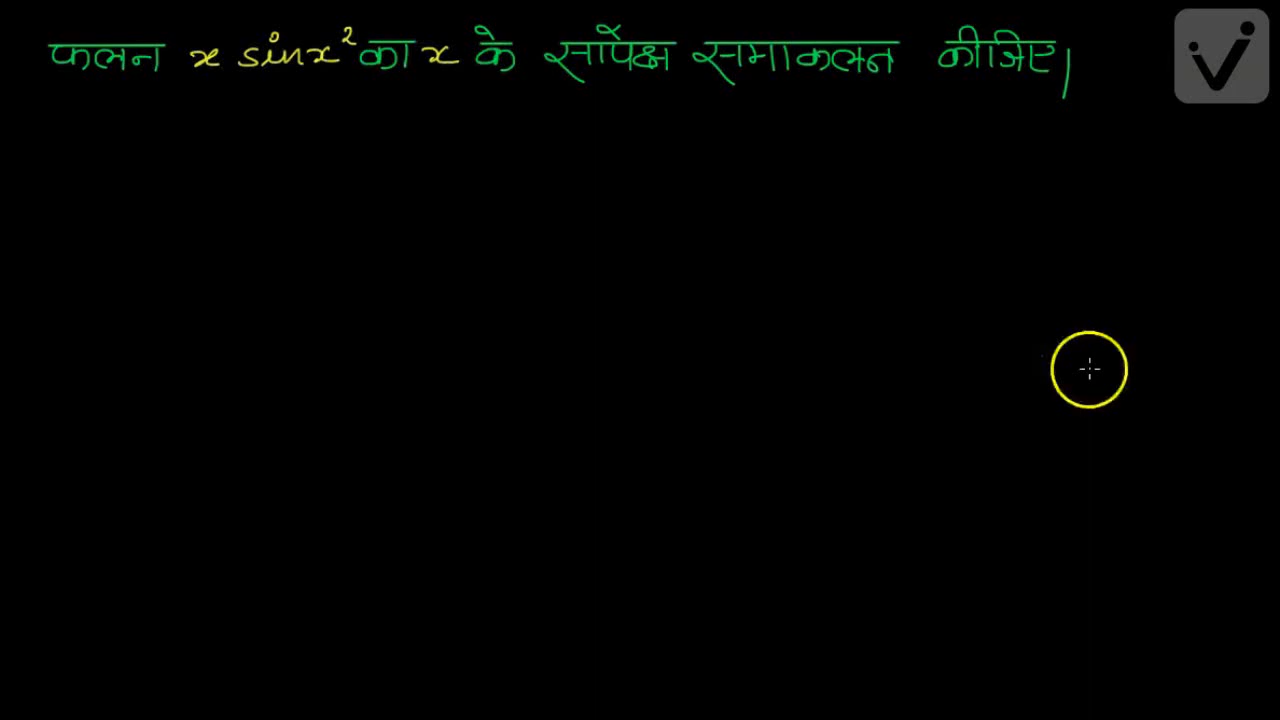 फलन x sinx² का x के सापेक्ष समाकलन कीजिए।